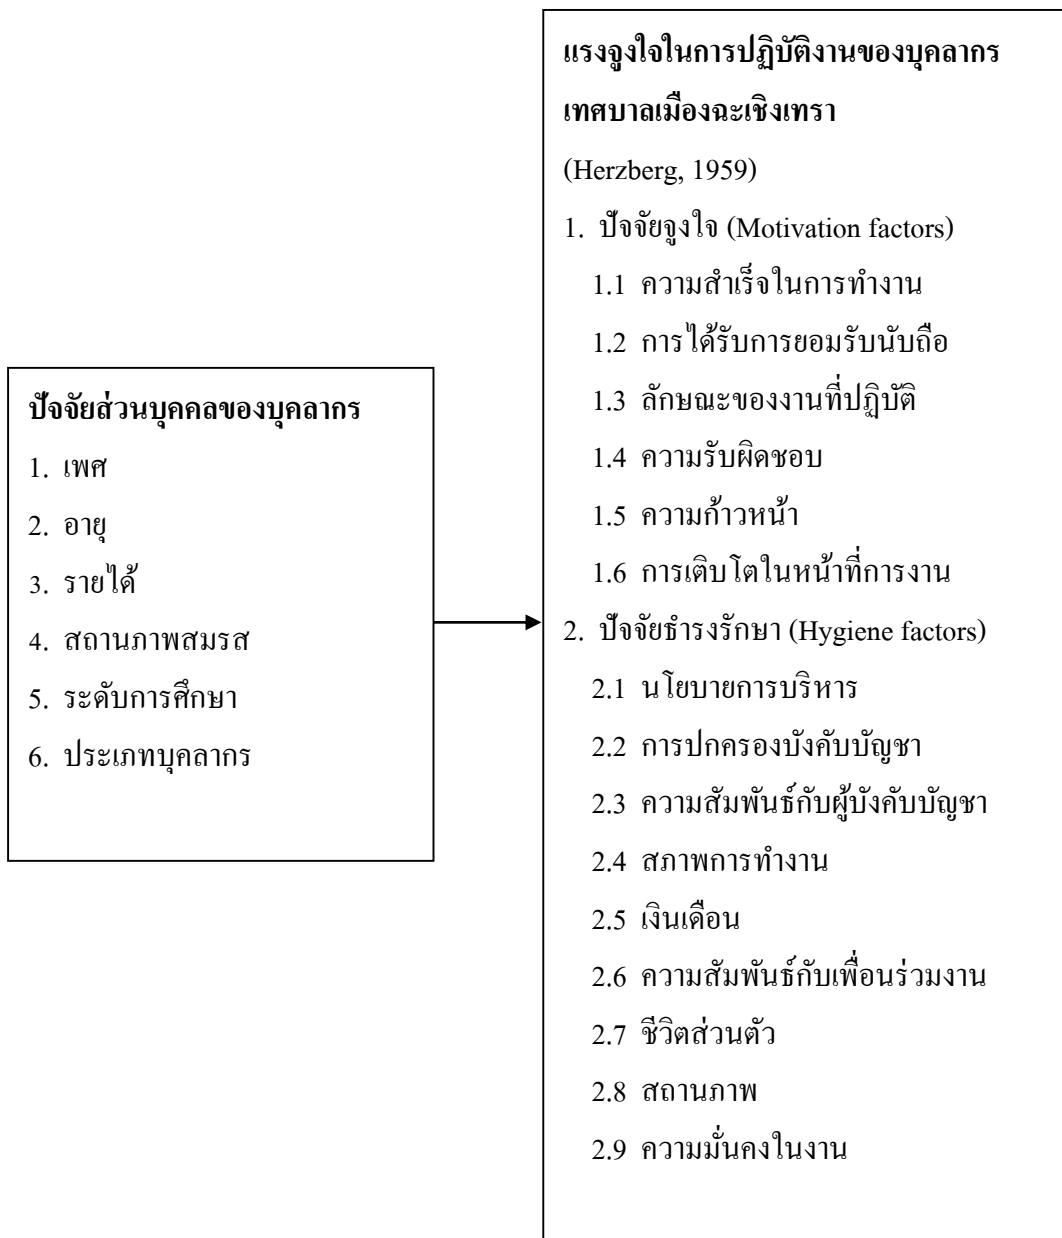 ปัจจัยส่วนบุคคลของบุคลากร
1. เพศ
2. อายุ
3. รายได้
4. สถานภาพสมรส
5. ระดับการศึกษา
6. ประเภทบุคลากร
แรงจูงใจในการปฏิบัติงานของบุคลากร
เทศบาลเมืองฉะเชิงเทรา
(Herzberg, 1959)
1. ปัจจัยจูงใจ (Motivation factors)
1.1 ความสำเร็จในการทำงาน
1.2 การได้รับการยอมรับนับถือ
1.3 ลักษณะของงานที่ปฏิบัติ
1.4 ความรับผิดชอบ
1.5 ความก้าวหน้า
1.6 การเติบโตในหน้าที่การงาน
2. ปัจจัยธำรงรักษา (Hygiene factors)
2.1 นโยบายการบริหาร
2.2 การปกครองบังคับบัญชา
2.3 ความสัมพันธ์กับผู้บังคับบัญชา
2.4 สภาพการทำงาน
2.5 เงินเดือน
2.6 ความสัมพันธ์กับเพื่อนร่วมงาน
2.7 ชีวิตส่วนตัว
2.8 สถานภาพ
2.9 ความมั่นคงในงาน